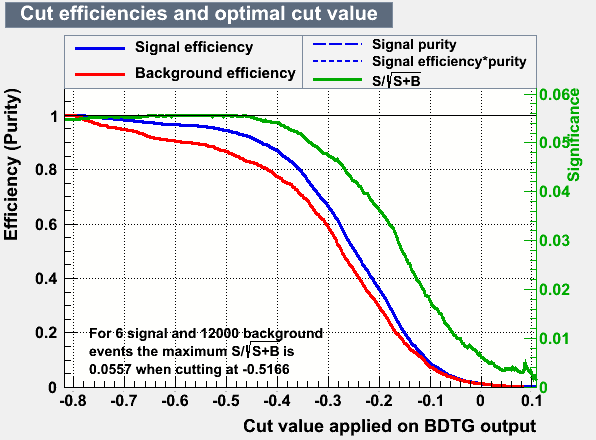 Cut efficiencies and optimal cut value
Signal efficiency
Background efficiency
Signal purity
Signal efficiency*purity
S/√S+B
Efficiency (Purity)
1
0.8
0.6
0.4
0.2
0
0.06
0.05
0.04
0.03
0.02
0.01
0
Significance
For 6 signal and 12000 background
events the maximum S/√S+B is
0.0557 when cutting at -0.5166
-0.8 -0.7 -0.6 -0.5 -0.4 -0.3 -0.2 -0.1 0 0.1
Cut value applied on BDTG output